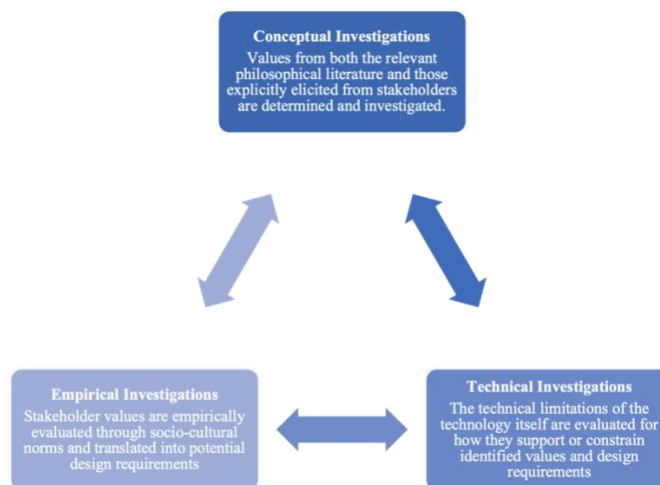 Conceptual Investigations
Values from both the relevant
philosophical literature and those
explicitly elicited from stakeholders
are determined and investigated.
Empirical Investigations
Stakeholder values are empirically
evaluated through socio-cultural
norms and translated into potential
design requirements
Technical Investigations
The technical limitations of the
technology itself are evaluated for
how they support or constrain
identified values and design
requirements